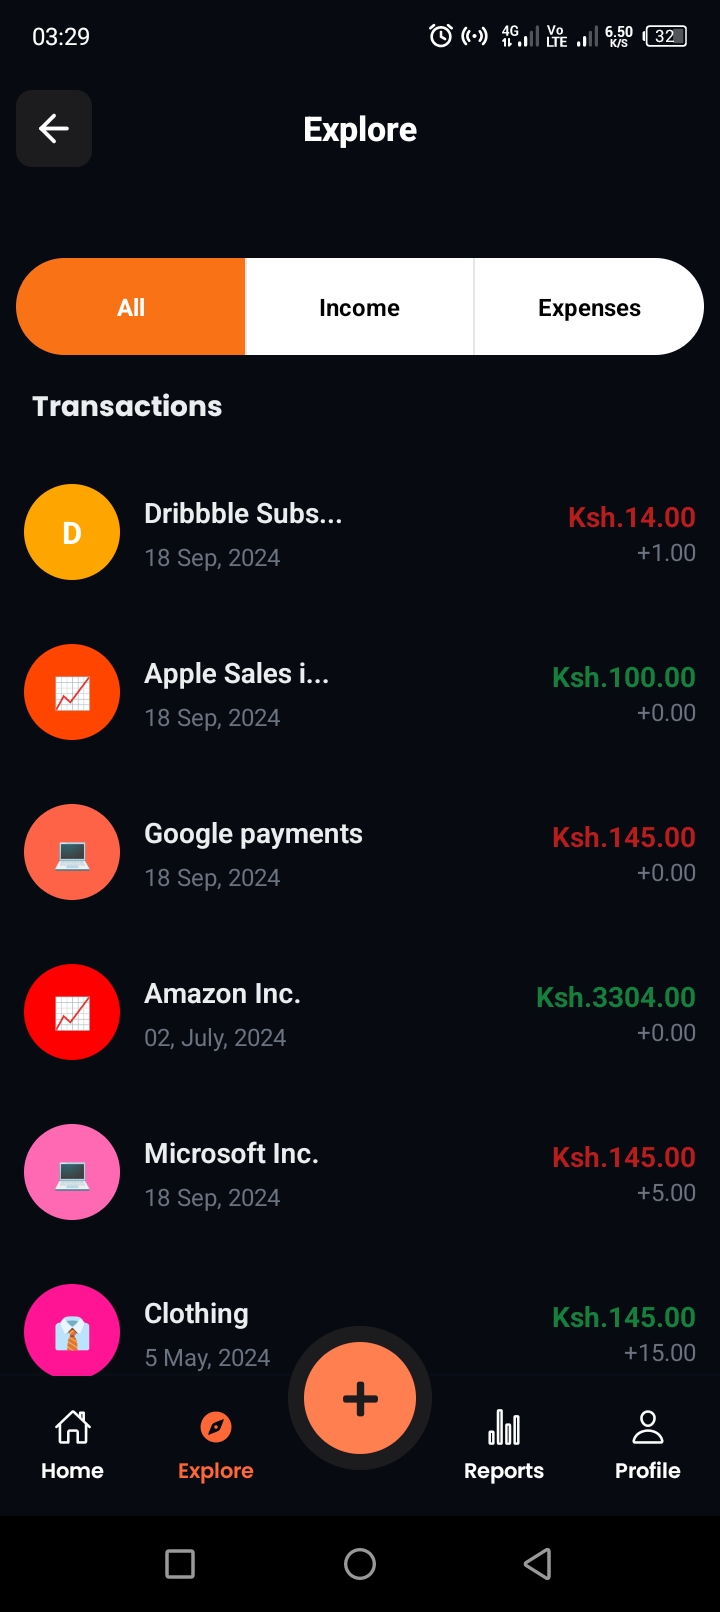 03:29
4G Vo LTE 6.50 K/S 32
Explore
All Income Expenses
Transactions
D
Dribbble Subs... Ksh.14.00
18 Sep, 2024 +1.00
Apple Sales i... Ksh.100.00
18 Sep, 2024 +0.00
Google payments Ksh.145.00
18 Sep, 2024 +0.00
Amazon Inc. Ksh.3304.00
02, July, 2024 +0.00
Microsoft Inc. Ksh.145.00
18 Sep, 2024 +5.00
Clothing Ksh.145.00
5 May, 2024 +15.00
+
Home Explore Reports Profile